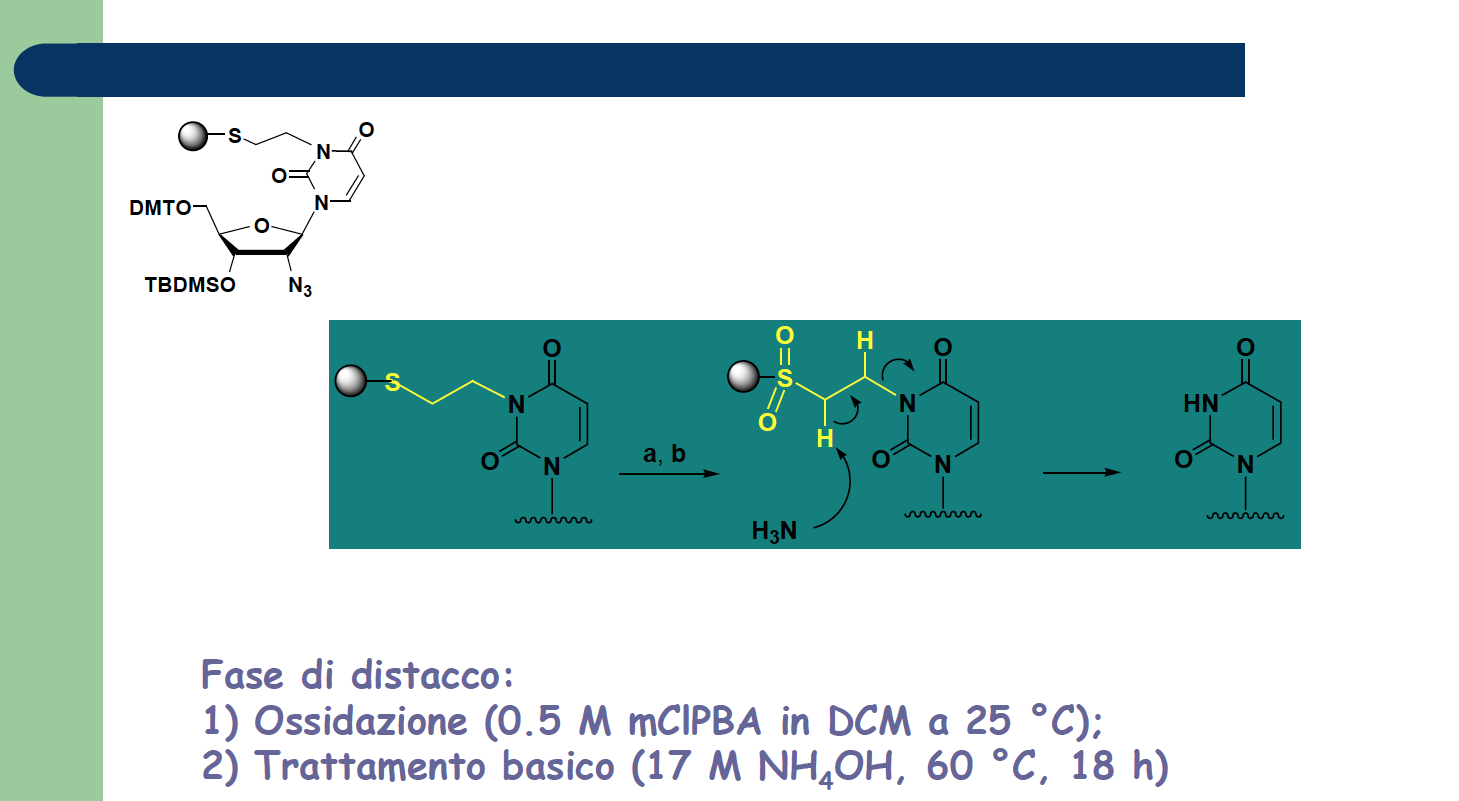 S
N
O
O
N
DMTO
O
TBDMSO
N₃
S
N
O
O
N
a, b
O
S
O
H
H
N
O
O
N
H₃N
O
HN
O
N
Fase di distacco:
1) Ossidazione (0.5 M mClPBA in DCM a 25 °C);
2) Trattamento basico (17 M NH₄OH, 60 °C, 18 h)